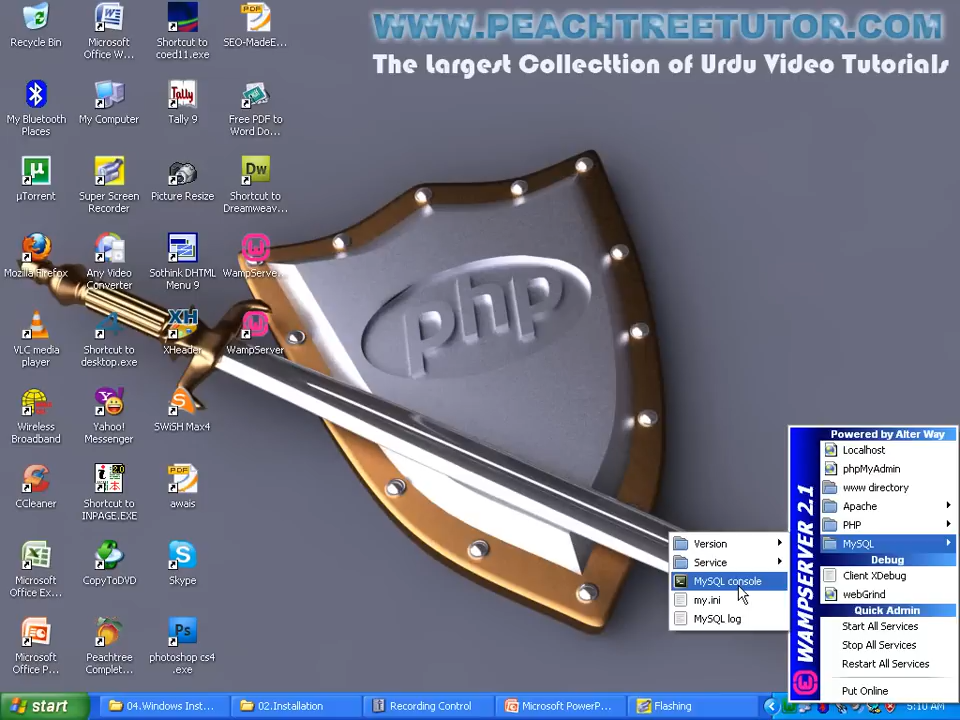 WWW.PEACHTREETUTOR.COM
The Largest Collecttion of Urdu Video Tutorials
Recycle Bin
Microsoft
Office W...
Shortcut to
coed11.exe
SEO-MadeE...
My Bluetooth
Places
My Computer
Tally
Tally 9
Free PDF to
Word Do...
µTorrent
Super Screen
Recorder
Picture Resize
Dw
Shortcut to
Dreamweav...
Mozilla Firefox
Any Video
Converter
Sothink DHTML
Menu 9
WampServe...
VLC media
player
Shortcut to
desktop.exe
XHeader
WampServer
Wireless
Broadband
Yahoo!
Messenger
SWiSH Max4
CCleaner
Shortcut to
INPAGE.EXE
awais
Microsoft
Office Ex...
CopyToDVD
Skype
Microsoft
Office P...
Peachtree
Complet...
Ps
photoshop cs4
.exe
php
Version
Service
MySQL console
my.ini
MySQL log
WAMPSERVER 2.1
Powered by Alter Way
Localhost
phpMyAdmin
www directory
Apache
PHP
MySQL
Debug
Client XDebug
webGrind
Quick Admin
Start All Services
Stop All Services
Restart All Services
Put Online
start
04.Windows Inst...
02.Installation
Recording Control
Microsoft PowerP...
Flashing
5:10 AM